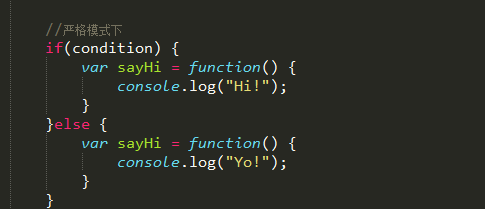 //严格模式下
if(condition) {
    var sayHi = function() {
        console.log("Hi!");
    }
}else {
    var sayHi = function() {
        console.log("Yo!");
    }
}